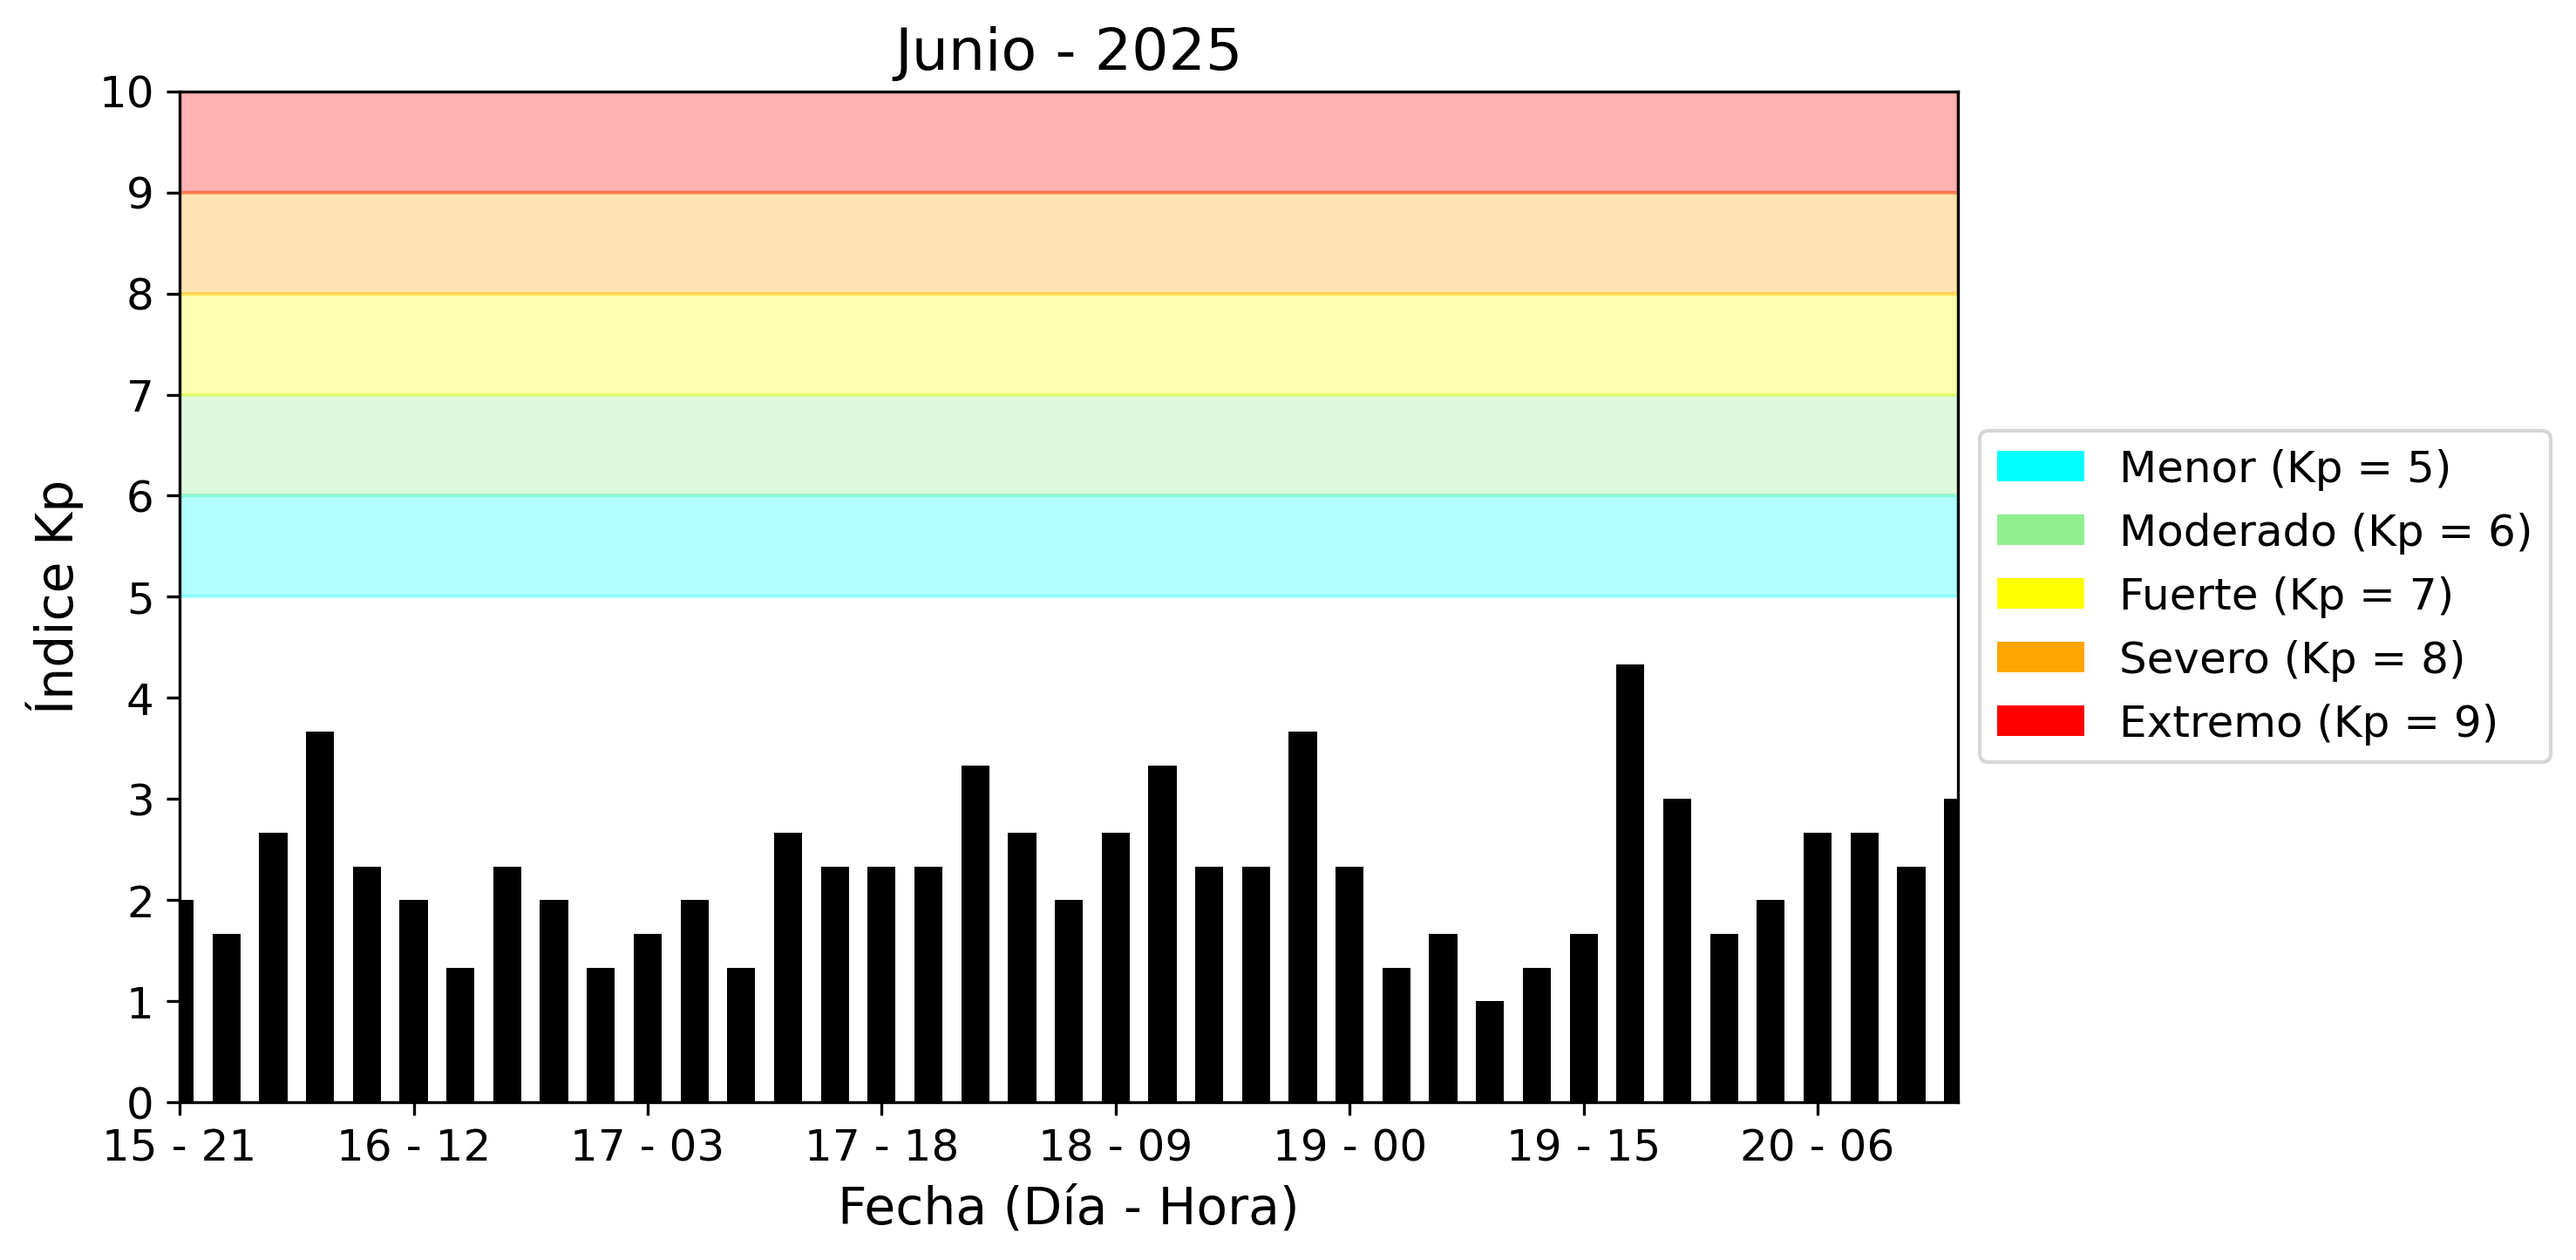 Junio - 2025
10
9
8
7
6
5
4
3
2
1
0
Índice Kp
15 - 21
16 - 12
17 - 03
17 - 18
18 - 09
19 - 00
19 - 15
20 - 06
Fecha (Día - Hora)
Menor (Kp = 5)
Moderado (Kp = 6)
Fuerte (Kp = 7)
Severo (Kp = 8)
Extremo (Kp = 9)